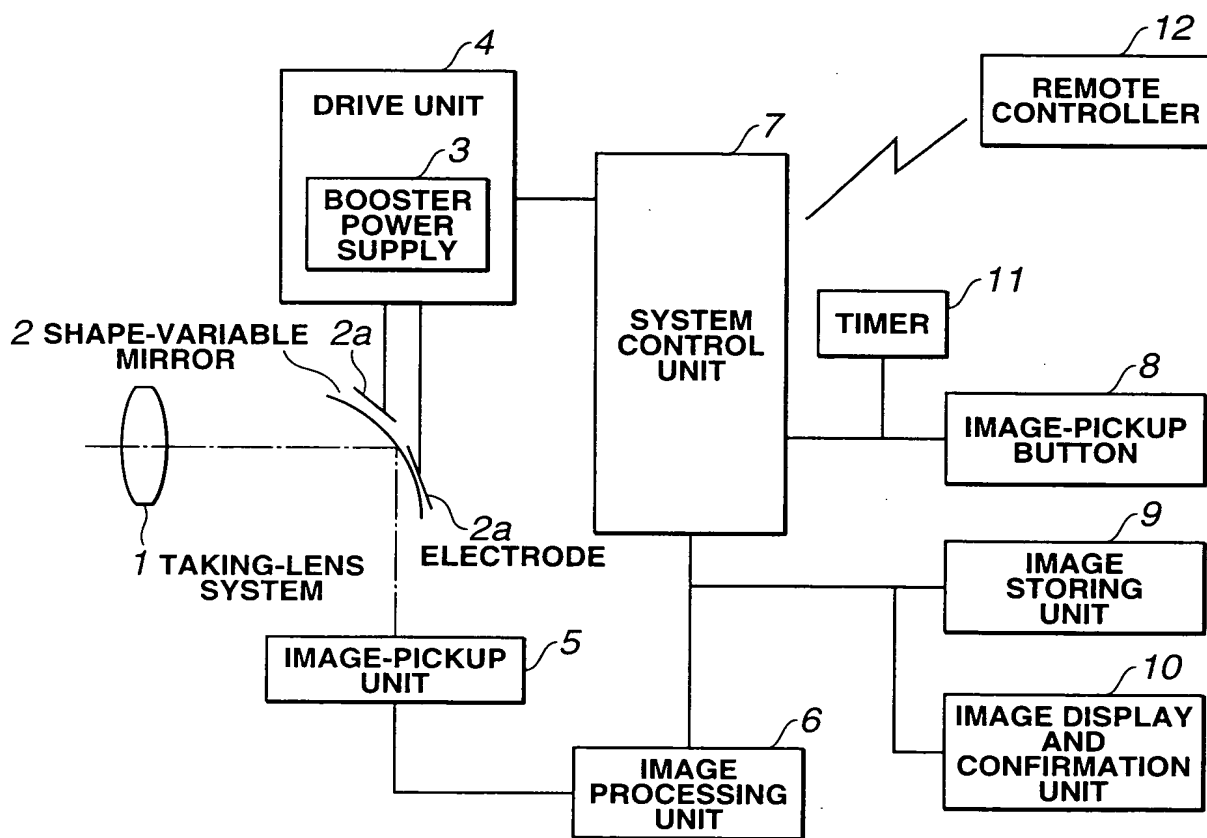 4
DRIVE UNIT
3
BOOSTER
POWER
SUPPLY
7
SYSTEM
CONTROL
UNIT
12
REMOTE
CONTROLLER
11
TIMER
8
IMAGE-PICKUP
BUTTON
2 SHAPE-VARIABLE
MIRROR
2a
2a
ELECTRODE
1 TAKING-LENS
SYSTEM
9
IMAGE
STORING
UNIT
5
IMAGE-PICKUP
UNIT
10
IMAGE DISPLAY
AND
CONFIRMATION
UNIT
6
IMAGE
PROCESSING
UNIT